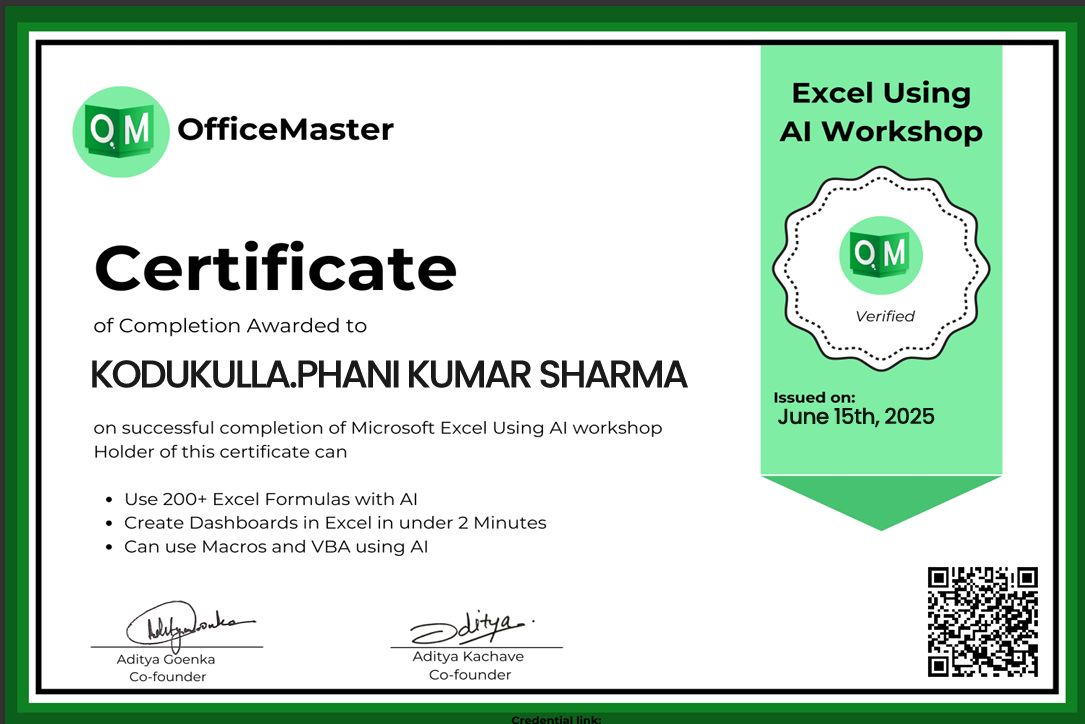 QM OfficeMaster
Certificate
of Completion Awarded to
KODUKULLA.PHANI KUMAR SHARMA
on successful completion of Microsoft Excel Using AI workshop
Holder of this certificate can
• Use 200+ Excel Formulas with AI
• Create Dashboards in Excel in under 2 Minutes
• Can use Macros and VBA using AI
Aditya Goenka
Co-founder
Aditya
Aditya Kachave
Co-founder
Excel Using
AI Workshop
QM
Verified
Issued on:
June 15th, 2025
Credential link: